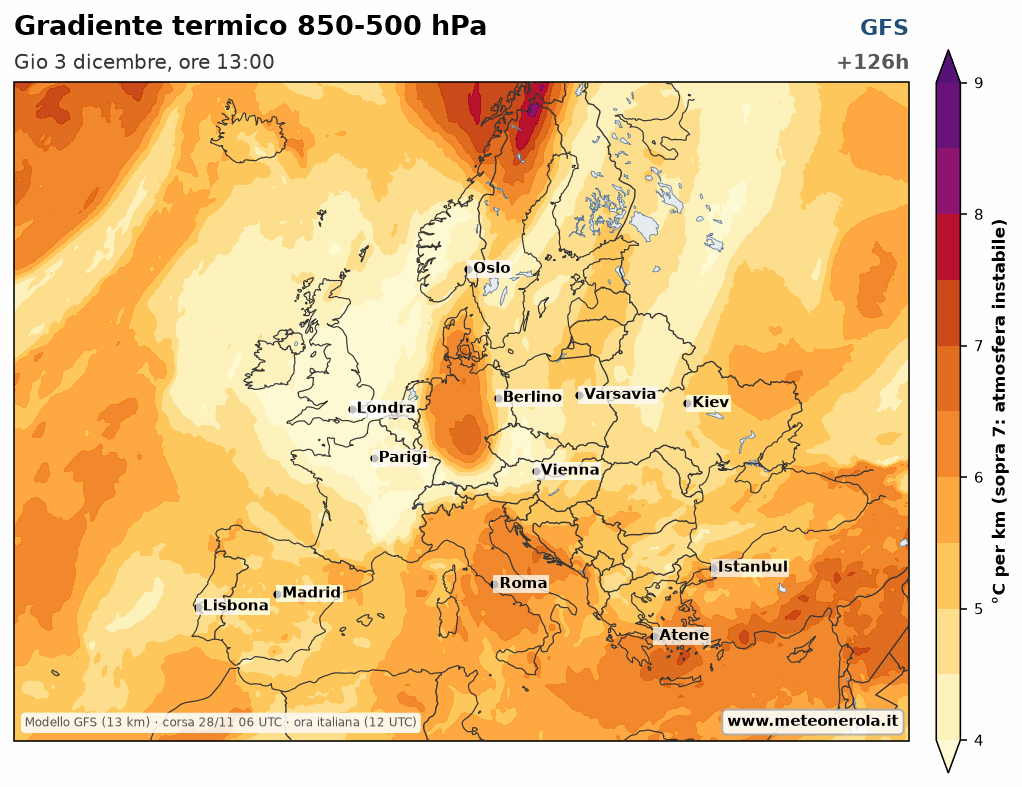 Gradiente termico 850-500 hPa
GFS
Gio 3 dicembre, ore 13:00
+126h
Oslo
Londra
Berlino
Varsavia
Kiev
Parigi
Vienna
Istanbul
Roma
Madrid
Lisbona
Atene
9
8
7
6
5
4
°C per km (sopra 7: atmosfera instabile)
Modello GFS (13 km) · corsa 28/11 06 UTC · ora italiana (12 UTC)
www.meteonerola.it